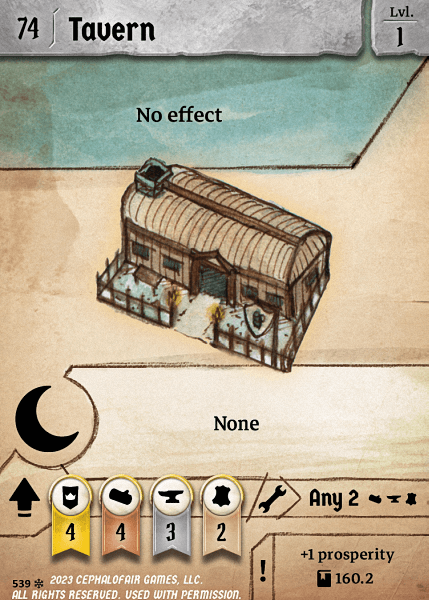 74 Tavern
Lvl.
1
No effect
None
4 4 3 2
Any 2
+1 prosperity
! 160.2
539 2023 CEPHALOFAIR GAMES, LLC.
ALL RIGHTS RESERVED. USED WITH PERMISSION.